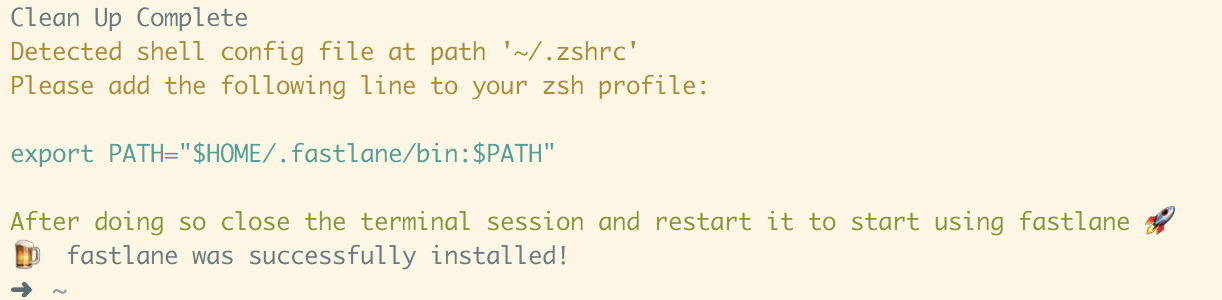 Clean Up Complete
Detected shell config file at path '~/.zshrc'
Please add the following line to your zsh profile:
export PATH="$HOME/.fastlane/bin:$PATH"
After doing so close the terminal session and restart it to start using fastlane 🚀
🍺 fastlane was successfully installed!
➜ ~